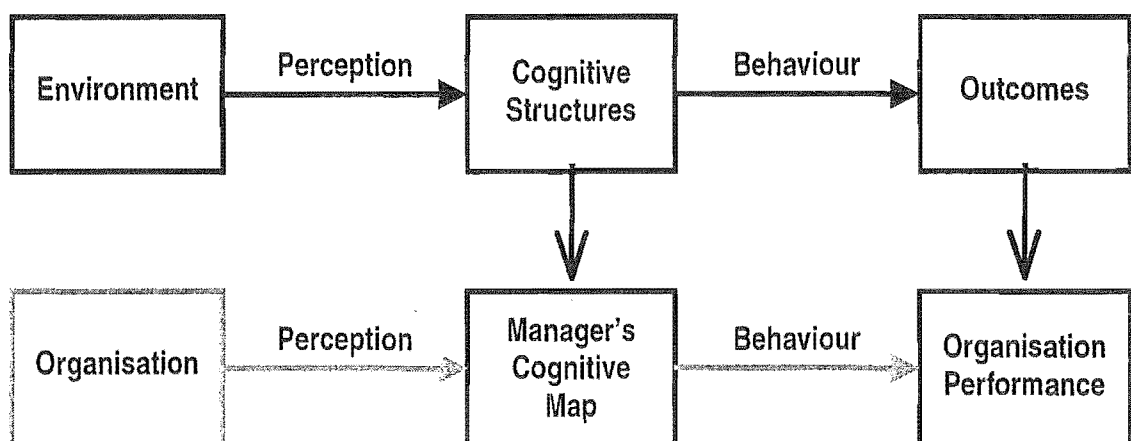 Environment
Perception
Cognitive
Structures
Behaviour
Outcomes
Organisation
Perception
Manager's
Cognitive
Map
Behaviour
Organisation
Performance